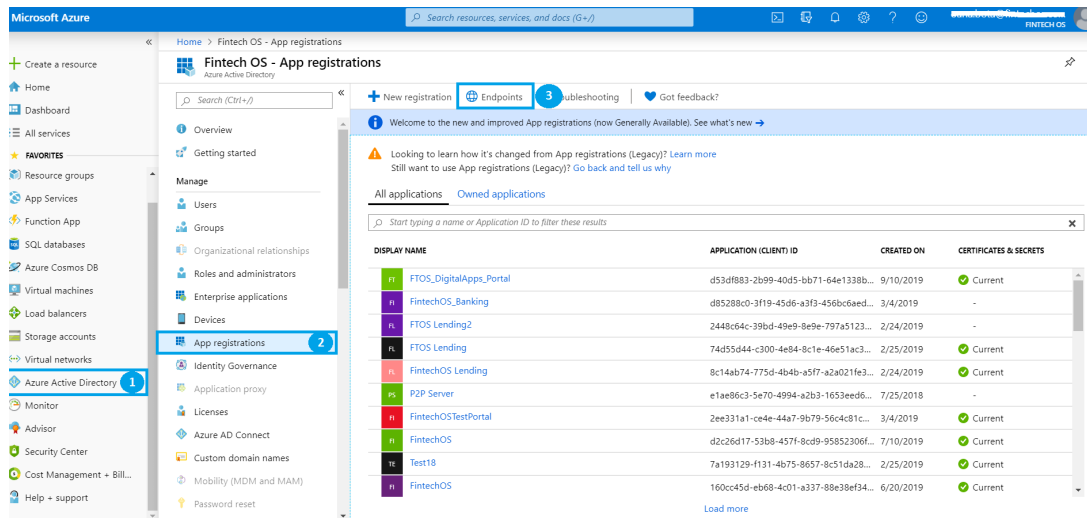 Microsoft Azure
Search resources, services, and docs (G+/)
FINTECH OS
Create a resource
Home
Dashboard
All services
FAVORITES
Resource groups
App Services
Function App
SQL databases
Azure Cosmos DB
Virtual machines
Load balancers
Storage accounts
Virtual networks
Azure Active Directory 1
Monitor
Advisor
Security Center
Cost Management + Bill...
Help + support
Home > Fintech OS - App registrations
Fintech OS - App registrations
Azure Active Directory
Search (Ctrl+/)
Overview
Getting started
Manage
Users
Groups
Organizational relationships
Roles and administrators
Enterprise applications
Devices
App registrations 2
Identity Governance
Application proxy
Licenses
Azure AD Connect
Custom domain names
Mobility (MDM and MAM)
Password reset
New registration Endpoints 3 ubleshooting Got feedback?
Welcome to the new and improved App registrations (now Generally Available). See what's new →
Looking to learn how it's changed from App registrations (Legacy)? Learn more
Still want to use App registrations (Legacy)? Go back and tell us why
All applications Owned applications
Start typing a name or Application ID to filter these results
DISPLAY NAME APPLICATION (CLIENT) ID CREATED ON CERTIFICATES & SECRETS
FT FTOS_DigitalApps_Portal d53df883-2b99-40d5-bb71-64e1338b... 9/10/2019 Current
FI FintechOS_Banking d85288c0-3f19-45d6-a3f3-456bc6aed... 3/4/2019 -
FL FTOS Lending2 2448c64c-39bd-49e9-8e9e-797a5123... 2/24/2019 -
FL FTOS Lending 74d55d44-c300-4e84-8c1e-46e51ac3... 2/25/2019 Current
FL FintechOS Lending 8c14ab74-775d-4b4b-a5f7-a2a021fe3... 2/24/2019 Current
PS P2P Server e1ae86c3-5e70-4994-a2b3-1653eed6... 7/25/2018 -
FI FintechOSTestPortal 2ee331a1-ce4e-44a7-9b79-56c4c81c... 3/4/2019 Current
FI FintechOS d2c26d17-53b8-457f-8cd9-95852306f... 7/10/2019 Current
TE Test18 7a193129-f131-4b75-8657-8c51da28... 2/25/2019 Current
FI FintechOS 160cc45d-eb68-4c01-a337-88e38ef34... 6/20/2019 Current
Load more